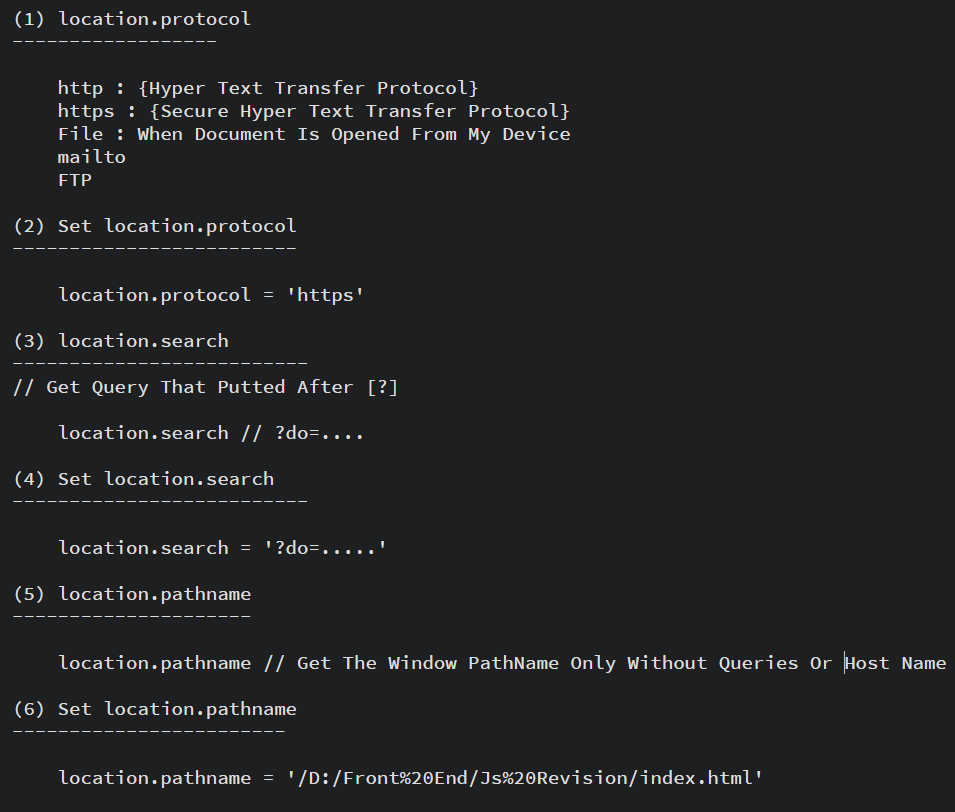 (1) location.protocol
------------------
http : {Hyper Text Transfer Protocol}
https : {Secure Hyper Text Transfer Protocol}
File : When Document Is Opened From My Device
mailto
FTP
(2) Set location.protocol
-------------------------
location.protocol = 'https'
(3) location.search
--------------------------
// Get Query That Putted After [?]
location.search // ?do=....
(4) Set location.search
--------------------------
location.search = '?do=.....'
(5) location.pathname
---------------------
location.pathname // Get The Window PathName Only Without Queries Or Host Name
(6) Set location.pathname
------------------------
location.pathname = '/D:/Front%20End/Js%20Revision/index.html'